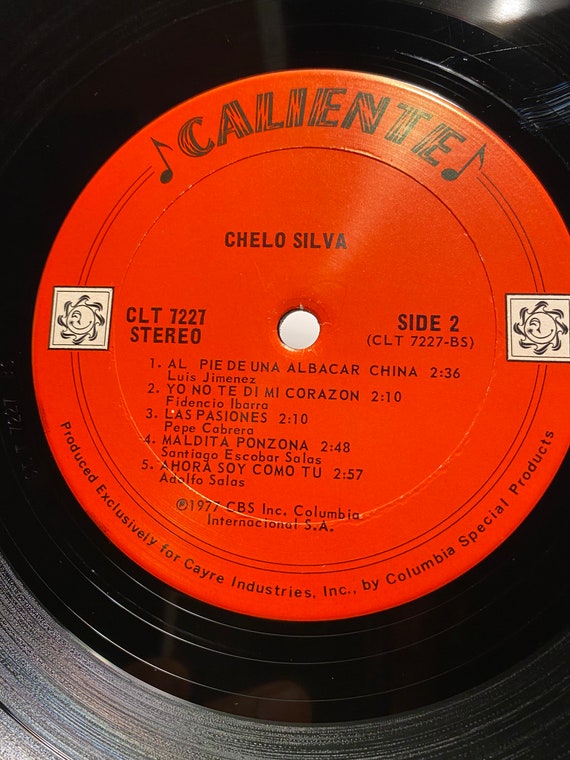 CALIENTE
CHELO SILVA
CLT 7227
STEREO
SIDE 2
(CLT 7227-BS)
1. AL PIE DE UNA ALBACAR CHINA 2:36
Luis Jimenez
2. YO NO TE DI MI CORAZON 2:10
Fidencio Ibarra
3. LAS PASIONES 2:10
Pepe Cabrera
4. MALDITA PONZONA 2:48
Santiago Escobar Salas
5. AHORA SOY COMO TU 2:57
Adolfo Salas
℗1977 CBS Inc. Columbia
Internacional S.A.
Produced Exclusively for Cayre Industries, Inc., by Columbia Special Products